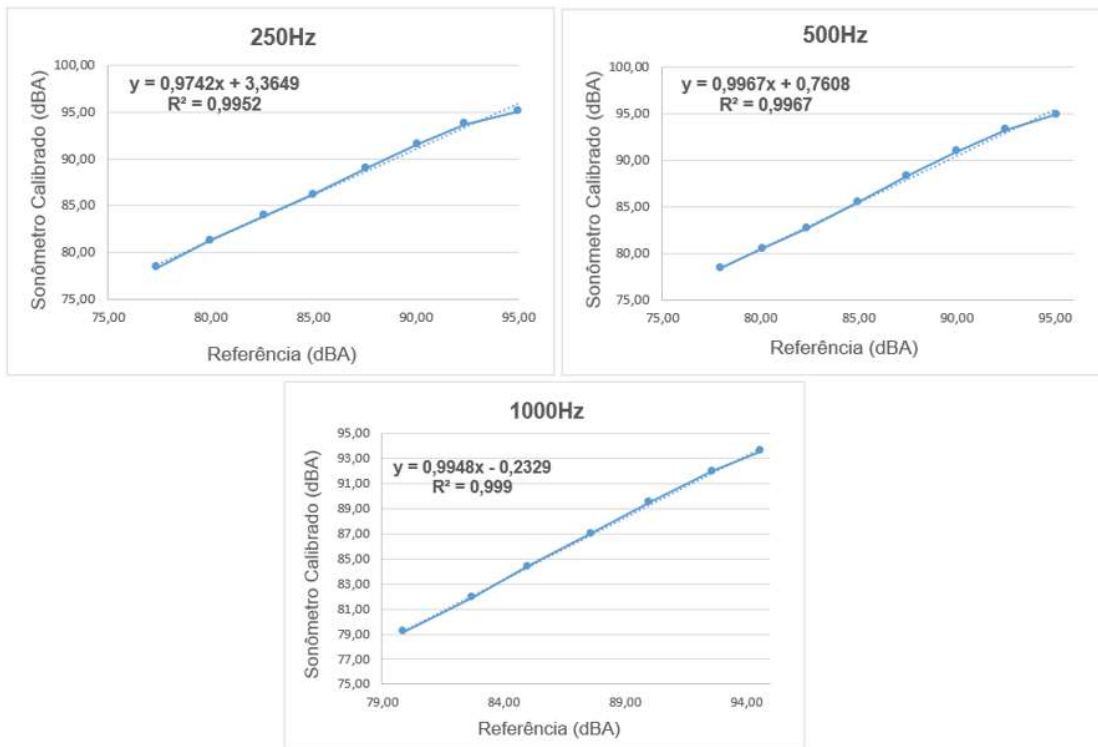 250Hz
y = 0,9742x + 3,3649
R² = 0,9952
Sonômetro Calibrado (dBA)
100,00
95,00
90,00
85,00
80,00
75,00
75,00 80,00 85,00 90,00 95,00
Referência (dBA)
500Hz
y = 0,9967x + 0,7608
R² = 0,9967
Sonômetro Calibrado (dBA)
100,00
95,00
90,00
85,00
80,00
75,00
75,00 80,00 85,00 90,00 95,00
Referência (dBA)
1000Hz
y = 0,9948x - 0,2329
R² = 0,999
Sonômetro Calibrado (dBA)
95,00
93,00
91,00
89,00
87,00
85,00
83,00
81,00
79,00
77,00
75,00
79,00 84,00 89,00 94,00
Referência (dBA)